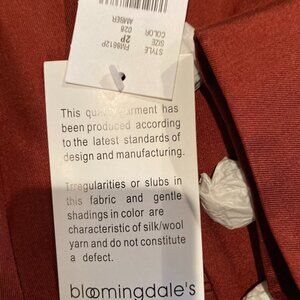 STYLE FM8612P
COLOR 028
SIZE 2P
AMBER
This quality garment has
been produced according
to the latest standards of
design and manufacturing.
Irregularities or slubs in
this fabric and gentle
shadings in color are
characteristic of silk/wool
yarn and do not constitute
a defect.
bloomingdale's